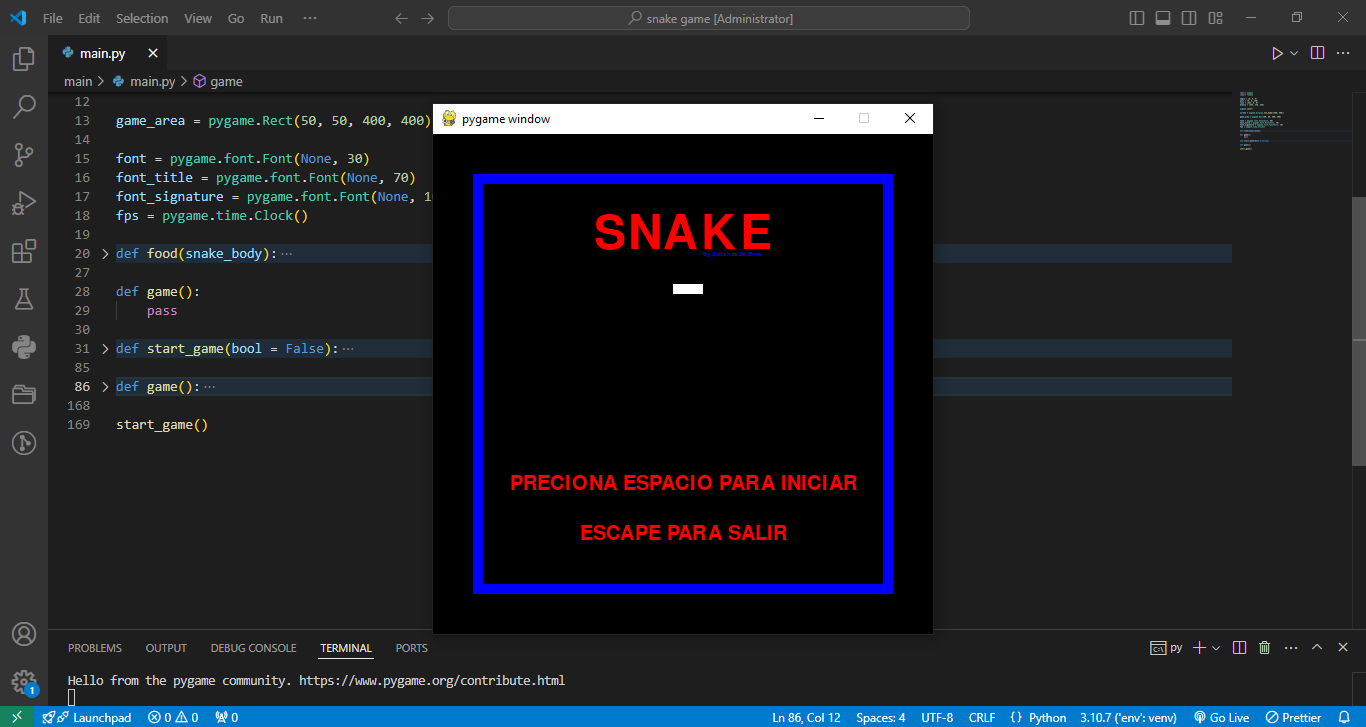 File Edit Selection View Go Run ···
snake game [Administrator]
main.py
main > main.py > game
12
13 game_area = pygame.Rect(50, 50, 400, 400)
14
15 font = pygame.font.Font(None, 30)
16 font_title = pygame.font.Font(None, 70)
17 font_signature = pygame.font.Font(None, 1
18 fps = pygame.time.Clock()
19
20 > def food(snake_body):···
27
28 def game():
29 pass
30
31 > def start_game(bool = False):···
85
86 > def game():···
168
169 start_game()
pygame window
SNAKE
PRECIONA ESPACIO PARA INICIAR
ESCAPE PARA SALIR
PROBLEMS OUTPUT DEBUG CONSOLE TERMINAL PORTS
py
Hello from the pygame community. https://www.pygame.org/contribute.html
1
Launchpad 0 0 0 Ln 86, Col 12 Spaces: 4 UTF-8 CRLF {} Python 3.10.7 ('env': venv) Go Live Prettier